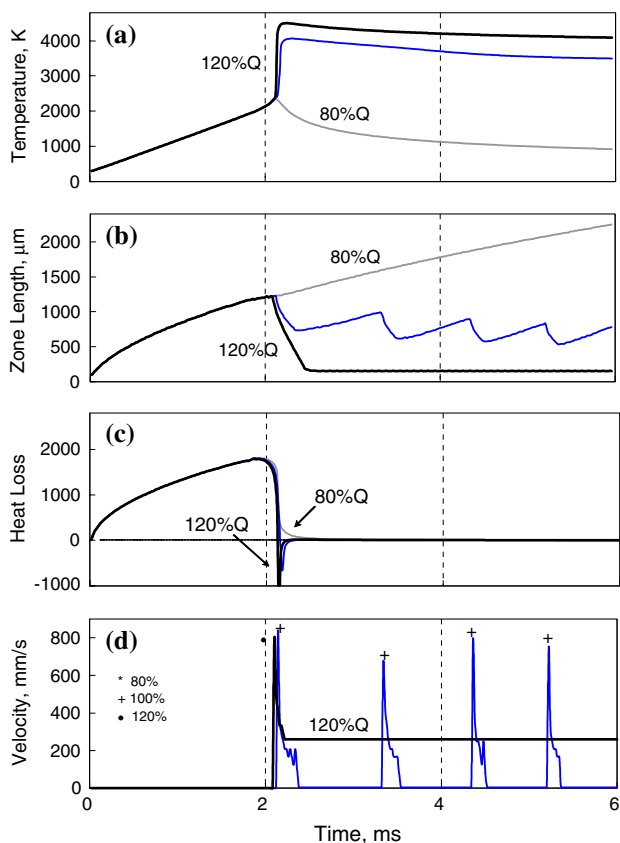 (a)
Temperature, K
4000
3000
2000
1000
0
120%Q
80%Q
(b)
Zone Length, μm
2000
1500
1000
500
0
80%Q
120%Q
(c)
Heat Loss
2000
1000
0
-1000
120%Q
80%Q
(d)
Velocity, mm/s
800
600
400
200
0
* 80%
+ 100%
• 120%
120%Q
0
2
4
6
Time, ms